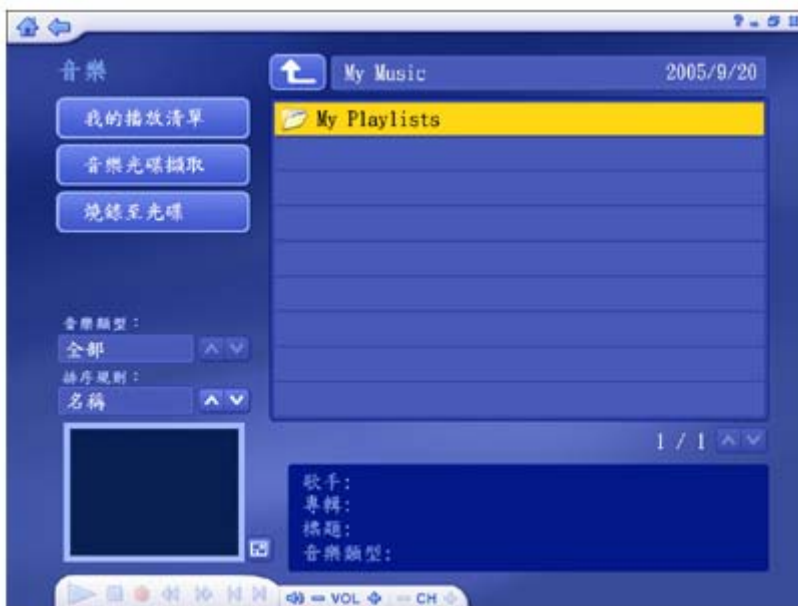 音樂
My Music 2005/9/20
我的播放清單
My Playlists
音樂光碟擷取
燒錄至光碟
音樂類型：
全部
排序規則：
名稱
1 / 1
歌手:
專輯:
標題:
音樂類型:
VOL
CH